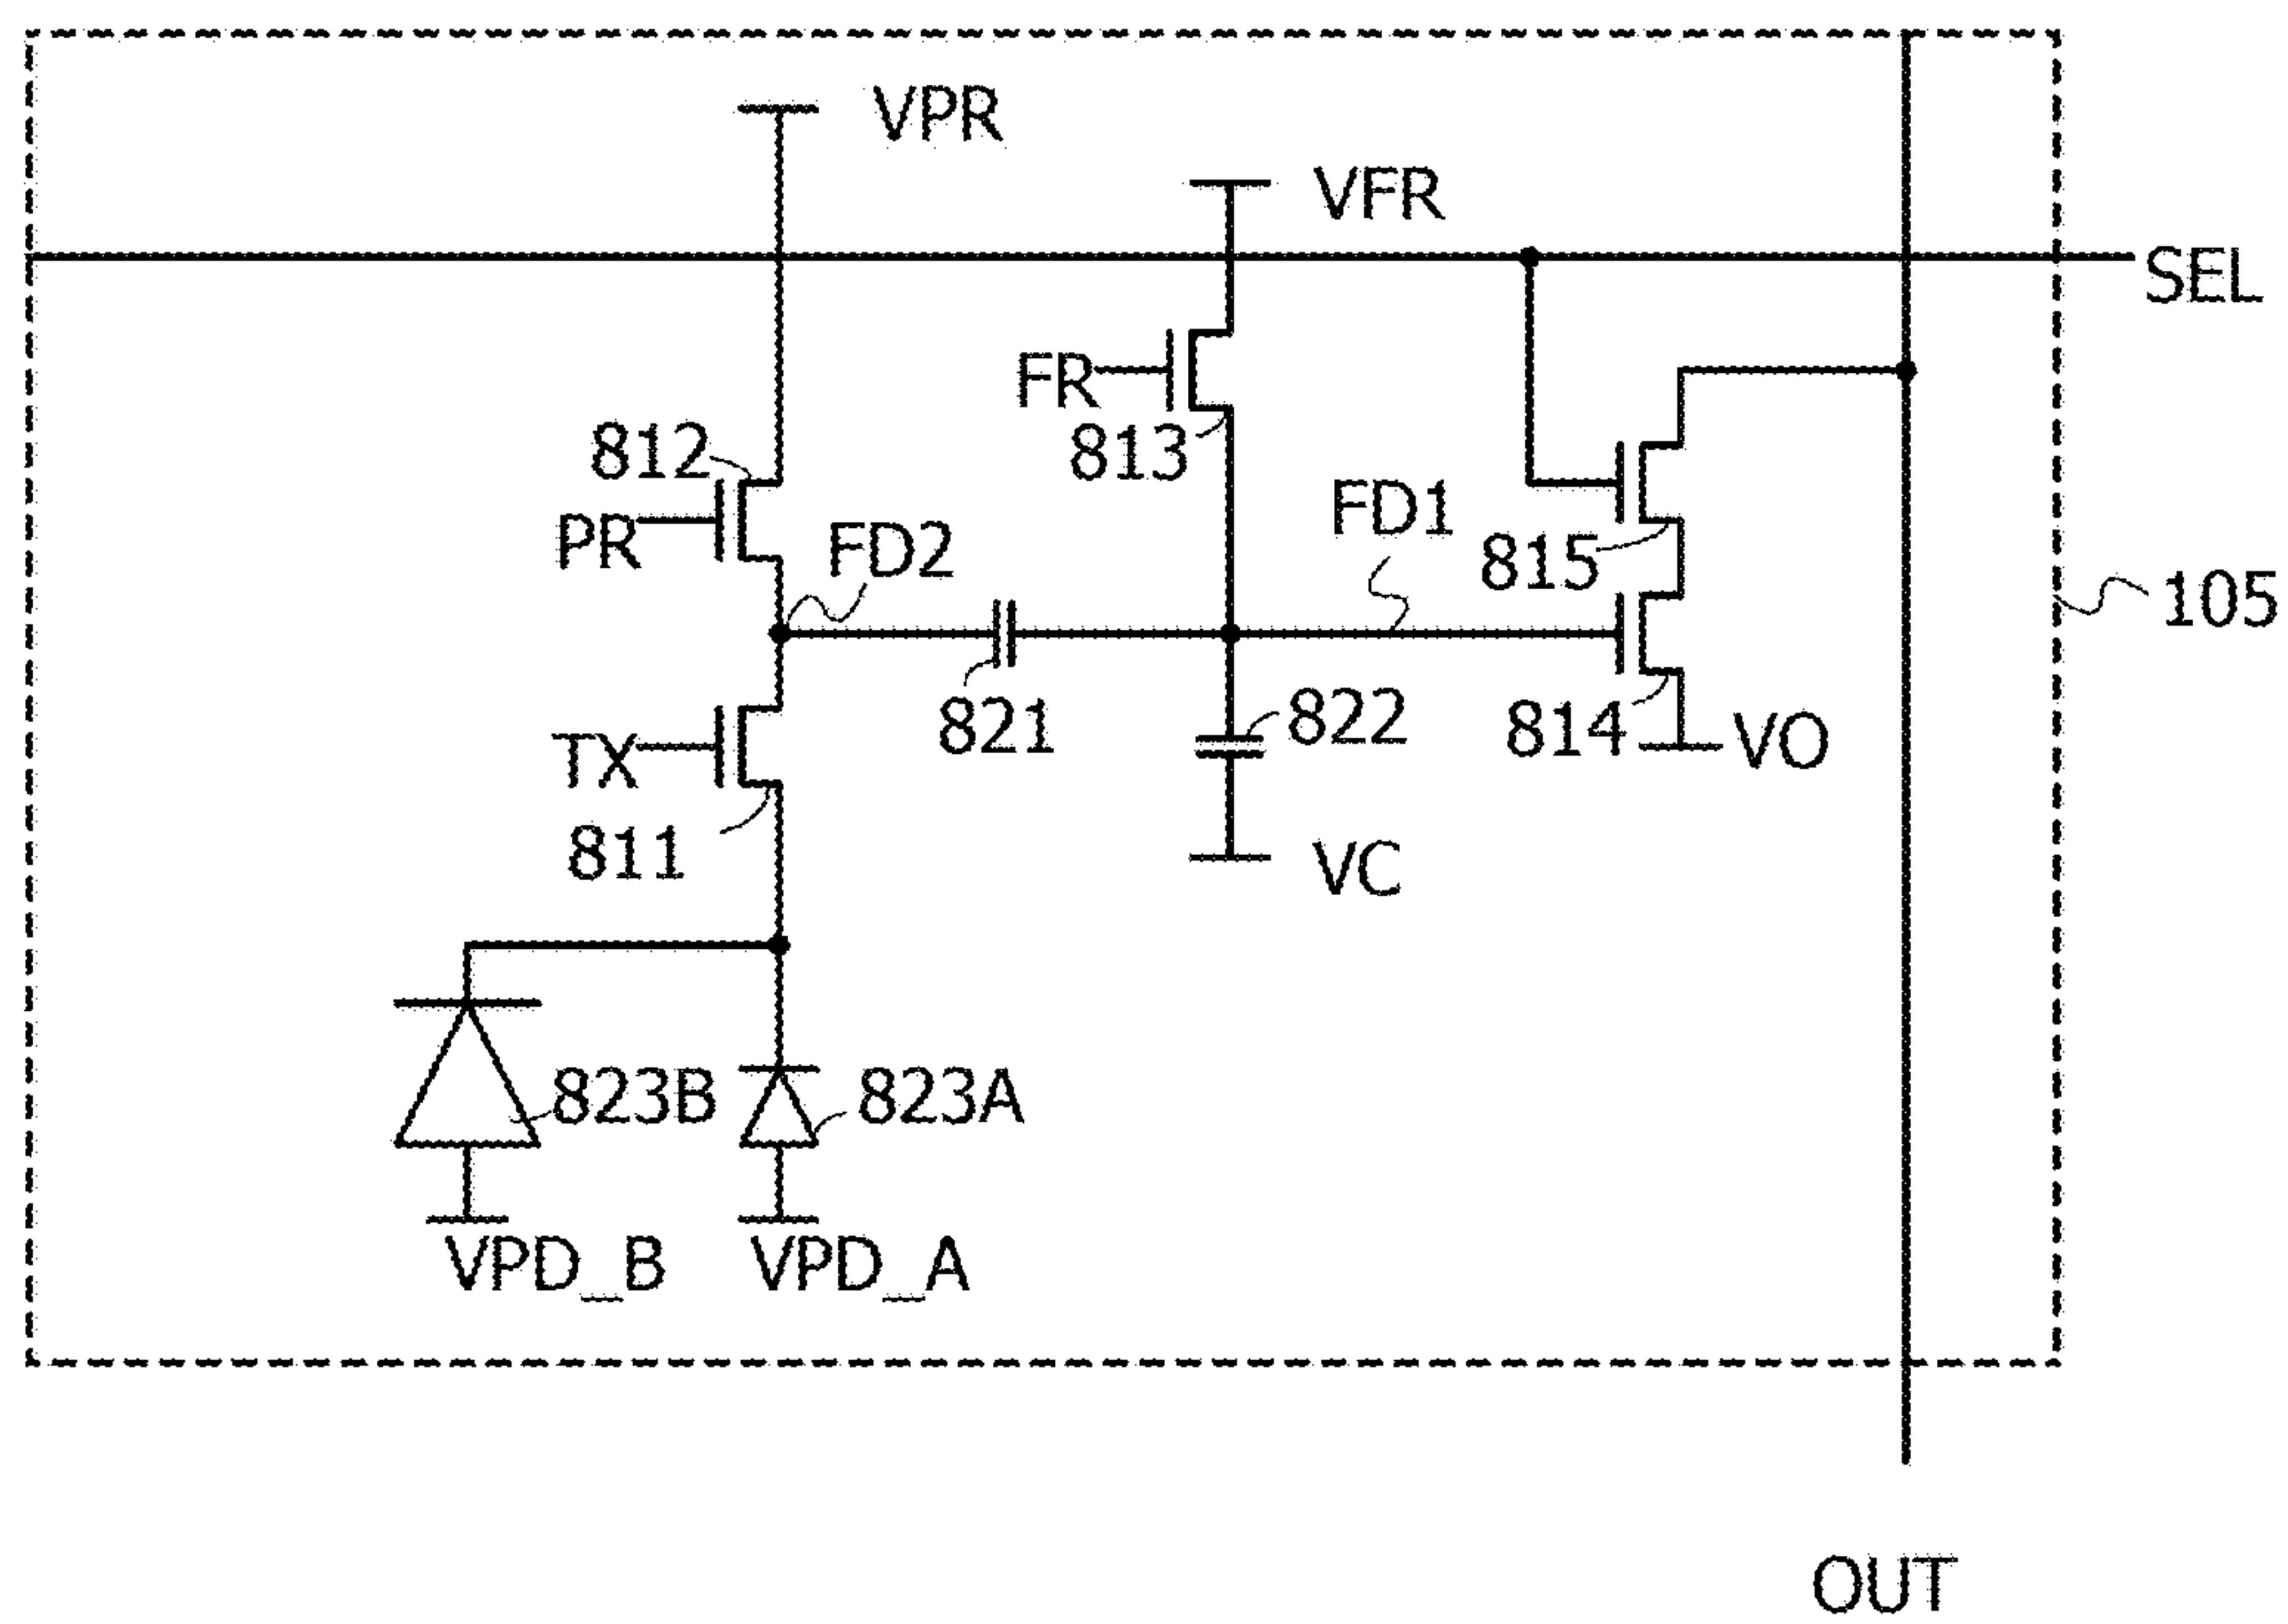 VPR
VFR
SEL
FR
812
813
PR
FD2
FD1
815
105
821
822
814
VO
TX
811
VC
823B
823A
VPD_B
VPD_A
OUT